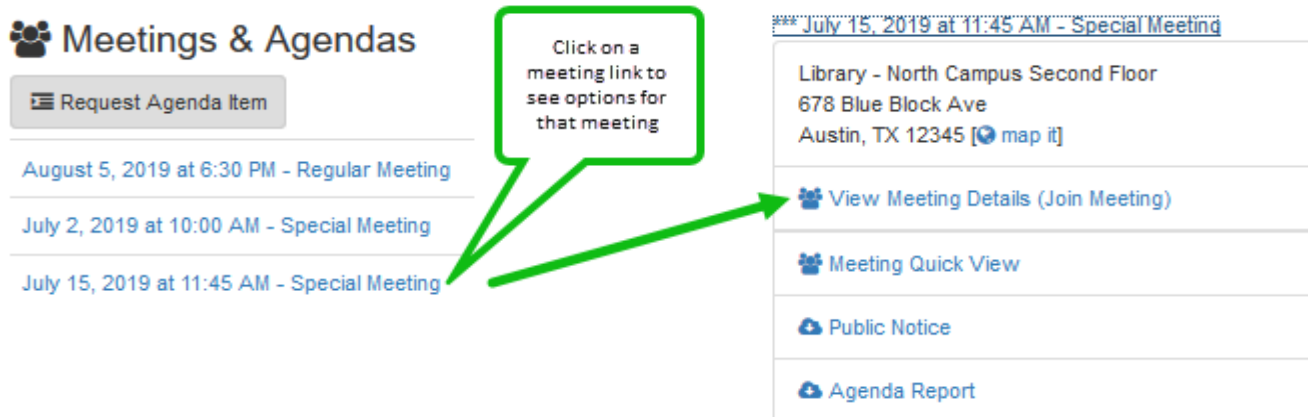 Meetings & Agendas
Request Agenda Item
August 5, 2019 at 6:30 PM - Regular Meeting
July 2, 2019 at 10:00 AM - Special Meeting
July 15, 2019 at 11:45 AM - Special Meeting
Click on a
meeting link to
see options for
that meeting
*** July 15, 2019 at 11:45 AM - Special Meeting
Library - North Campus Second Floor
678 Blue Block Ave
Austin, TX 12345 [map it]
View Meeting Details (Join Meeting)
Meeting Quick View
Public Notice
Agenda Report